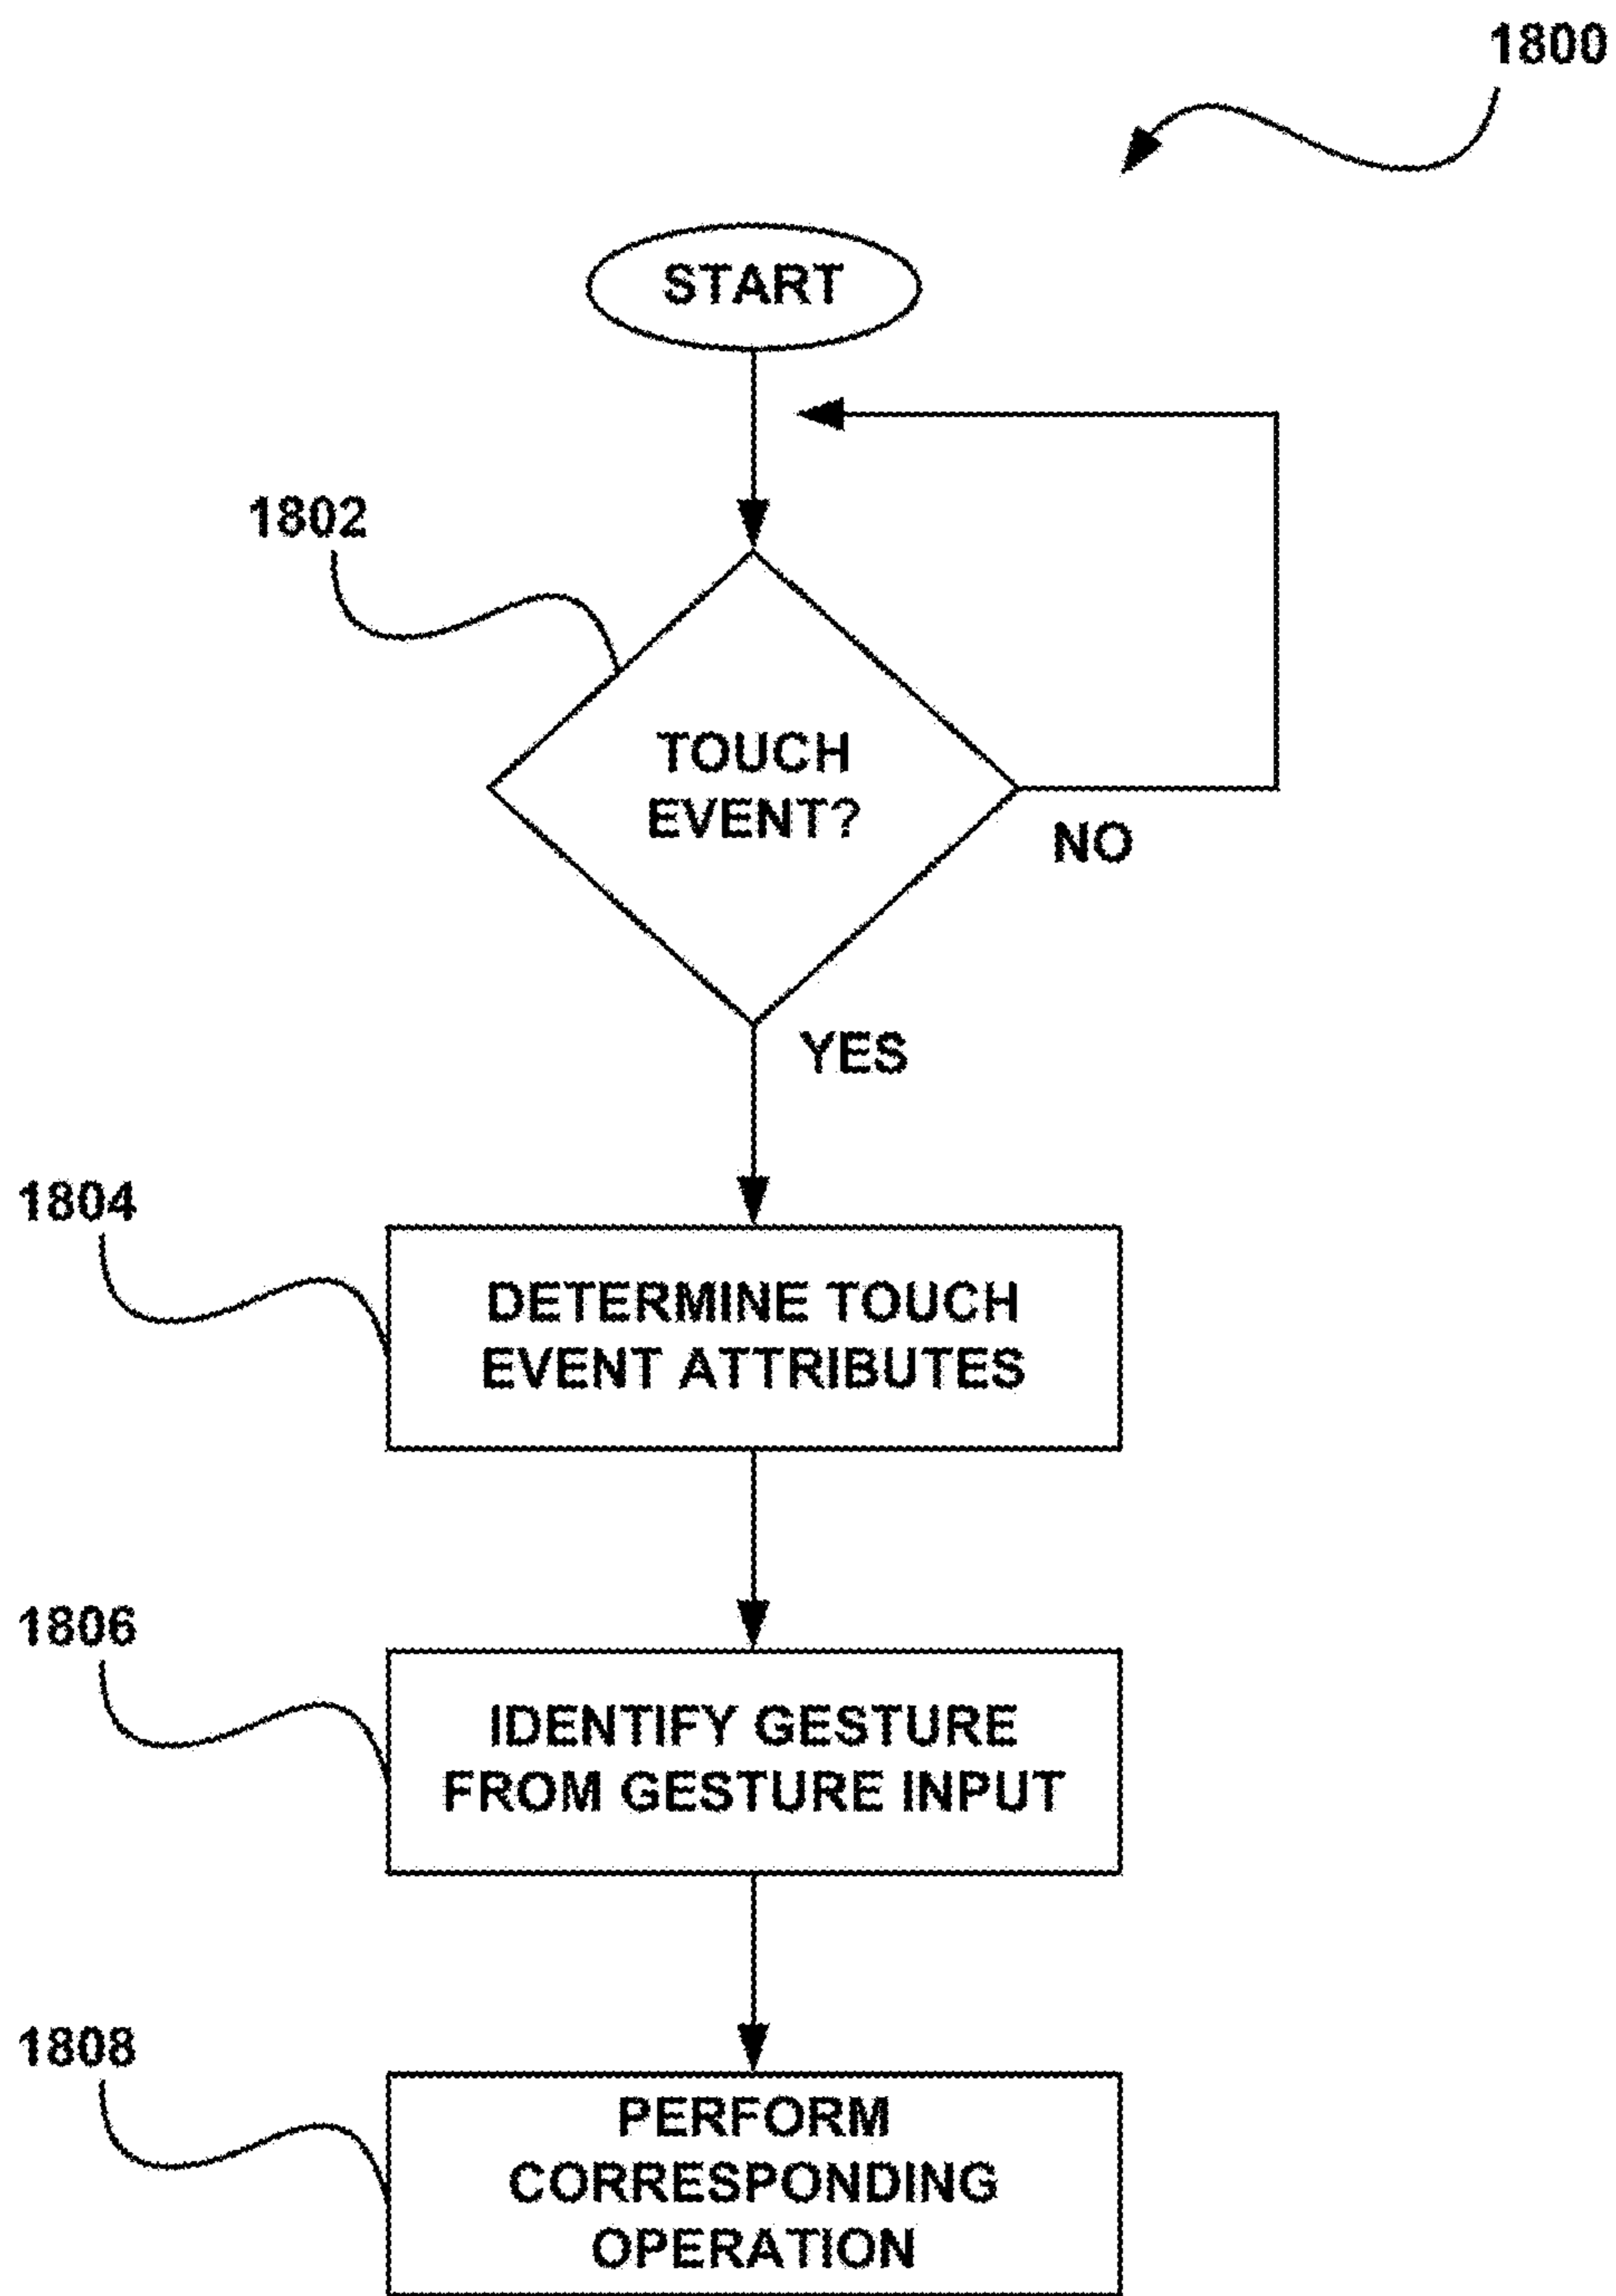 1800
START
1802
TOUCH
EVENT?
NO
YES
1804
DETERMINE TOUCH
EVENT ATTRIBUTES
1806
IDENTIFY GESTURE
FROM GESTURE INPUT
1808
PERFORM
CORRESPONDING
OPERATION